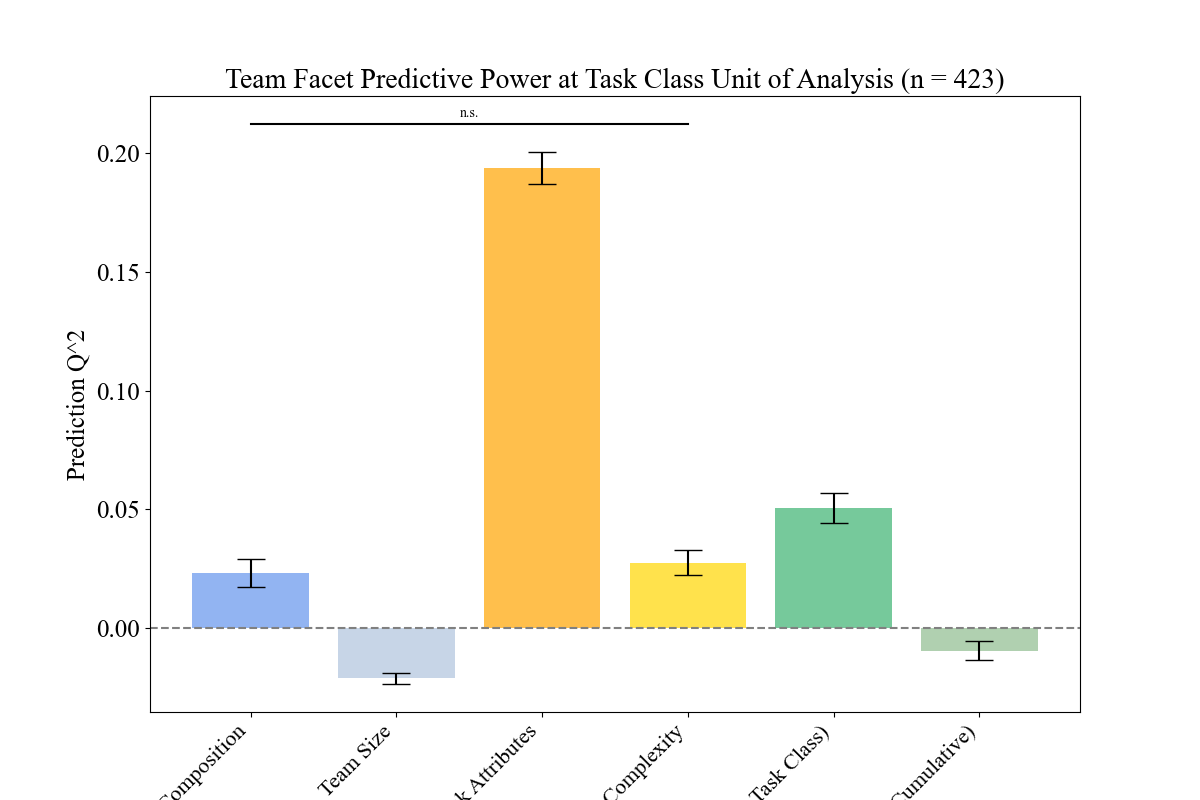 Team Facet Predictive Power at Task Class Unit of Analysis (n = 423)
n.s.
0.20
0.15
0.10
0.05
0.00
Prediction Q^2
Composition
Team Size
k Attributes
Complexity
Task Class)
Cumulative)